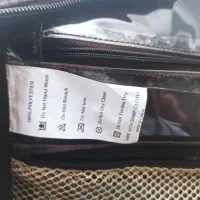 100% POLYESTER
Do Not Hand Wash
Do Not Bleach
Do Not Iron
Do Not Dry Clean
Do Not Tumble Dry